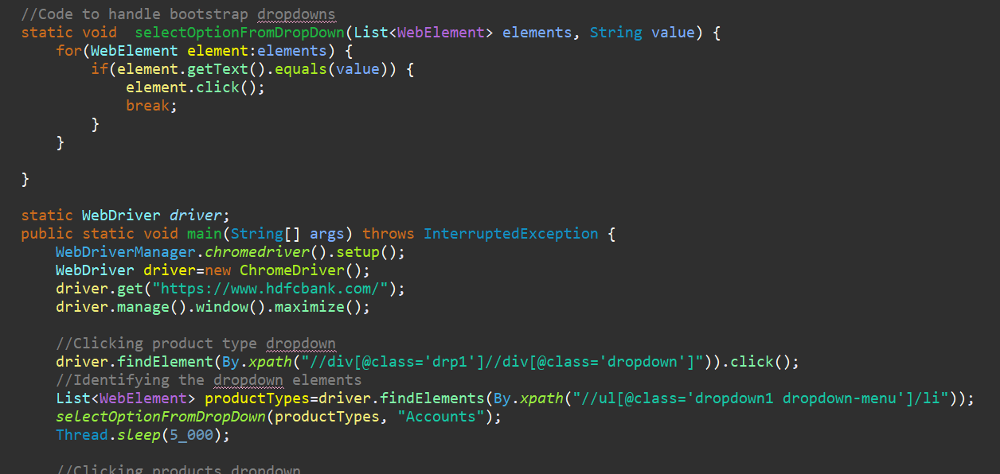 //Code to handle bootstrap dropdowns
static void  selectOptionFromDropDown(List<WebElement> elements, String value) {
    for(WebElement element:elements) {
        if(element.getText().equals(value)) {
            element.click();
            break;
        }
    }

}

static WebDriver driver;
public static void main(String[] args) throws InterruptedException {
    WebDriverManager.chromedriver().setup();
    WebDriver driver=new ChromeDriver();
    driver.get("https://www.hdfcbank.com/");
    driver.manage().window().maximize();

    //Clicking product type dropdown
    driver.findElement(By.xpath("//div[@class='drp1']//div[@class='dropdown']")).click();
    //Identifying the dropdown elements
    List<WebElement> productTypes=driver.findElements(By.xpath("//ul[@class='dropdown1 dropdown-menu']/li"));
    selectOptionFromDropDown(productTypes, "Accounts");
    Thread.sleep(5_000);

    //Clicking products dropdown